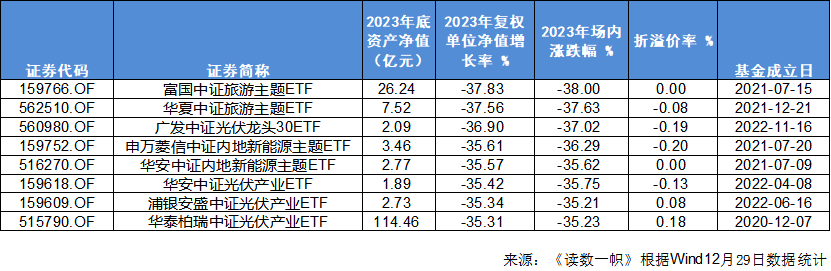 证券代码 证券简称 2023年底资产净值（亿元） 2023年复权单位净值增长率 % 2023年场内涨跌幅 % 折溢价率 % 基金成立日
159766.OF 富国中证旅游主题ETF 26.24 -37.83 -38.00 0.00 2021-07-15
562510.OF 华夏中证旅游主题ETF 7.52 -37.56 -37.63 -0.08 2021-12-21
560980.OF 广发中证光伏龙头30ETF 2.09 -36.90 -37.02 -0.19 2022-11-16
159752.OF 申万菱信中证内地新能源主题ETF 3.46 -35.61 -36.29 -0.20 2021-07-20
516270.OF 华安中证内地新能源主题ETF 2.77 -35.57 -35.62 0.00 2021-07-09
159618.OF 华安中证光伏产业ETF 1.89 -35.42 -35.75 -0.13 2022-04-08
159609.OF 浦银安盛中证光伏产业ETF 2.73 -35.34 -35.21 0.08 2022-06-16
515790.OF 华泰柏瑞中证光伏产业ETF 114.46 -35.31 -35.23 0.18 2020-12-07
来源：《读数一帜》根据Wind12月29日数据统计